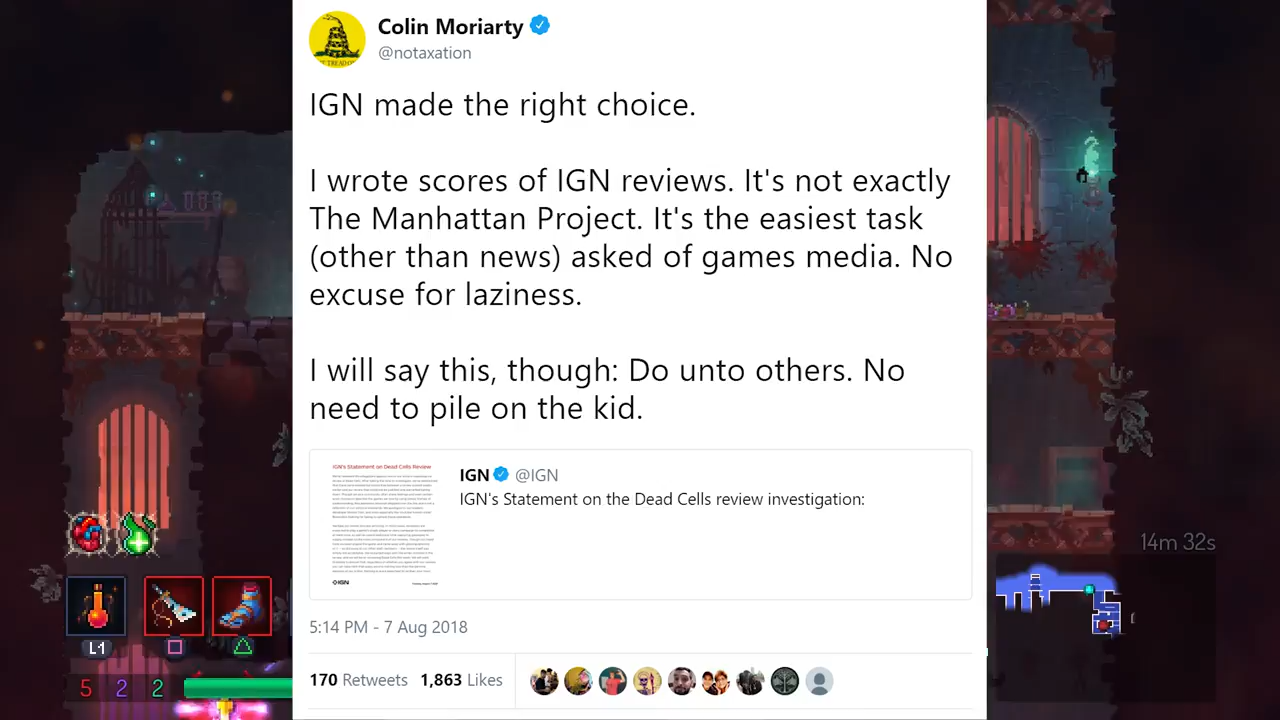 Colin Moriarty
@notaxation
IGN made the right choice.
I wrote scores of IGN reviews. It's not exactly
The Manhattan Project. It's the easiest task
(other than news) asked of games media. No
excuse for laziness.
I will say this, though: Do unto others. No
need to pile on the kid.
IGN's Statement on Dead Cells Review
IGN @IGN
IGN's Statement on the Dead Cells review investigation:
IGN
5:14 PM - 7 Aug 2018
170 Retweets 1,863 Likes
14m 32s
L1
5 2 2